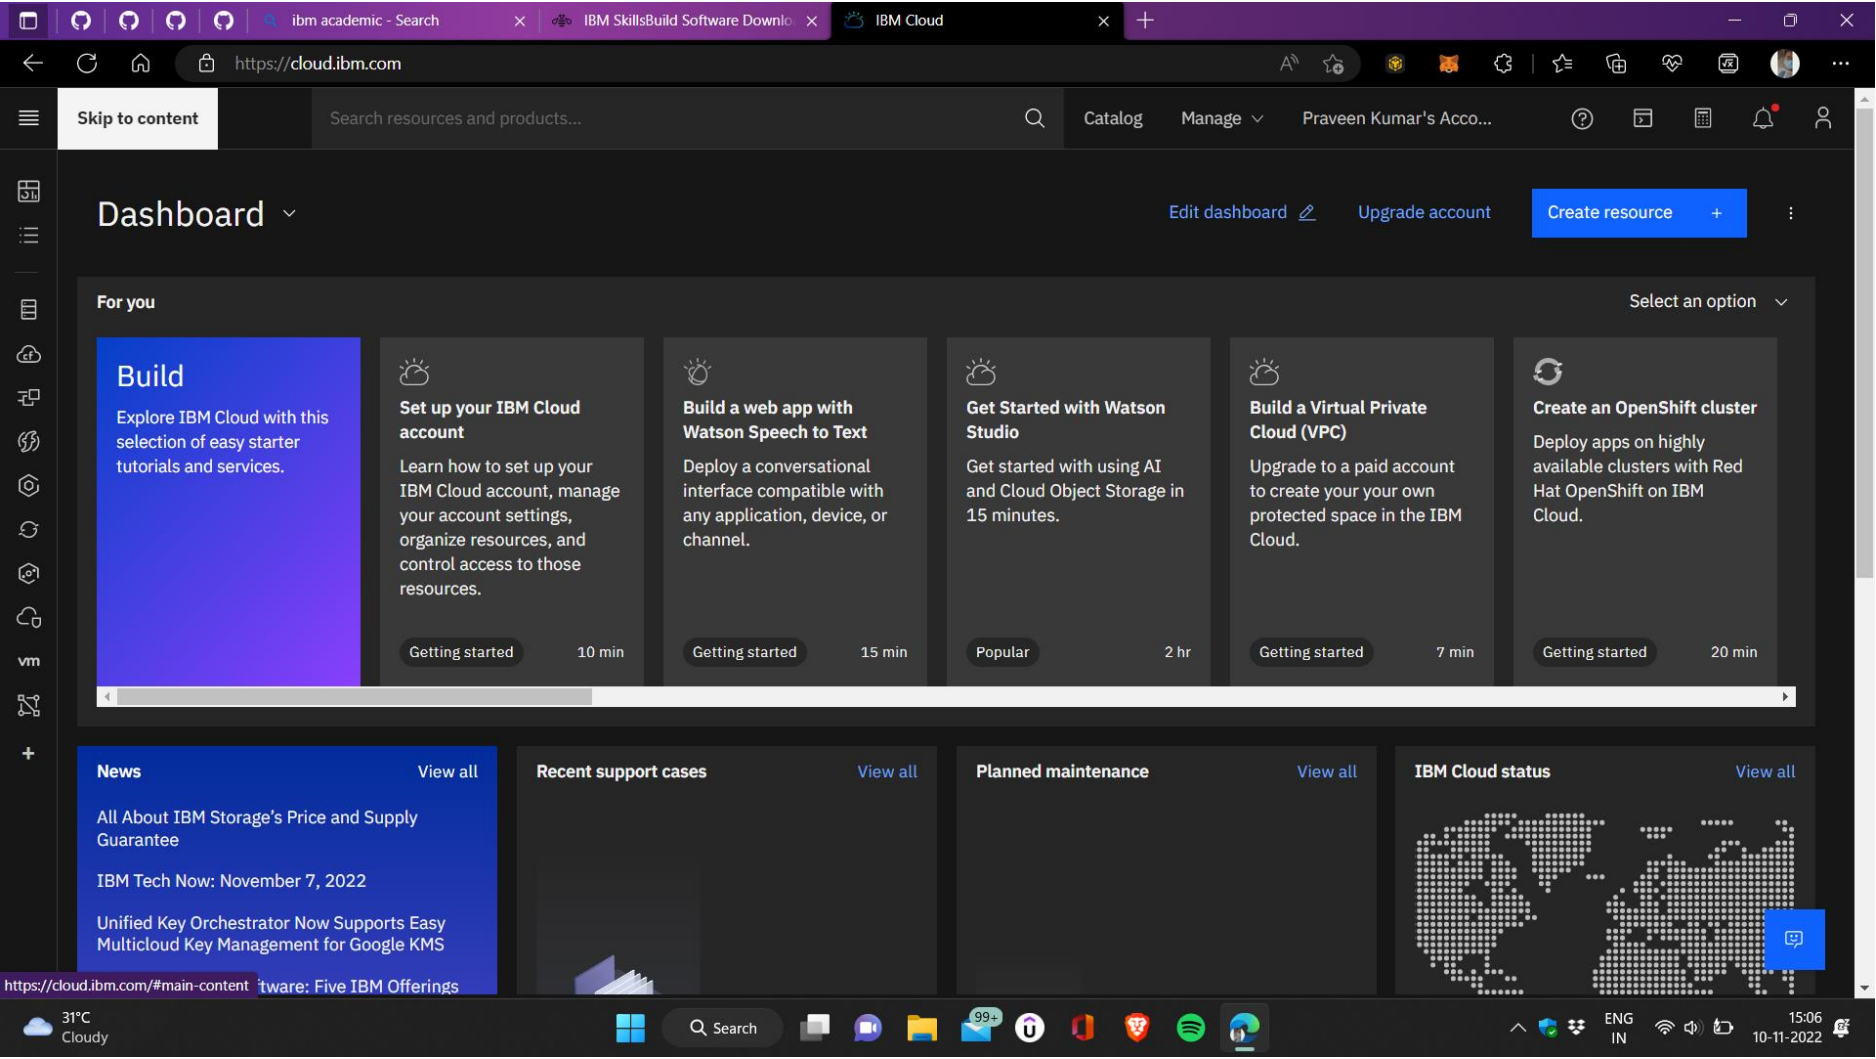 ibm academic - Search
IBM SkillsBuild Software Downlo
IBM Cloud
https://cloud.ibm.com
Skip to content
Search resources and products...
Catalog
Manage
Praveen Kumar's Acco...
Dashboard
Edit dashboard
Upgrade account
Create resource +
For you
Select an option
Build
Explore IBM Cloud with this
selection of easy starter
tutorials and services.
Set up your IBM Cloud
account
Learn how to set up your
IBM Cloud account, manage
your account settings,
organize resources, and
control access to those
resources.
Getting started
10 min
Build a web app with
Watson Speech to Text
Deploy a conversational
interface compatible with
any application, device, or
channel.
Getting started
15 min
Get Started with Watson
Studio
Get started with using AI
and Cloud Object Storage in
15 minutes.
Popular
2 hr
Build a Virtual Private
Cloud (VPC)
Upgrade to a paid account
to create your your own
protected space in the IBM
Cloud.
Getting started
7 min
Create an OpenShift cluster
Deploy apps on highly
available clusters with Red
Hat OpenShift on IBM
Cloud.
Getting started
20 min
vm
News
View all
All About IBM Storage's Price and Supply
Guarantee
IBM Tech Now: November 7, 2022
Unified Key Orchestrator Now Supports Easy
Multicloud Key Management for Google KMS
ftware: Five IBM Offerings
Recent support cases
View all
Planned maintenance
View all
IBM Cloud status
View all
https://cloud.ibm.com/#main-content
31°C
Cloudy
Search
99+
ENG
IN
15:06
10-11-2022